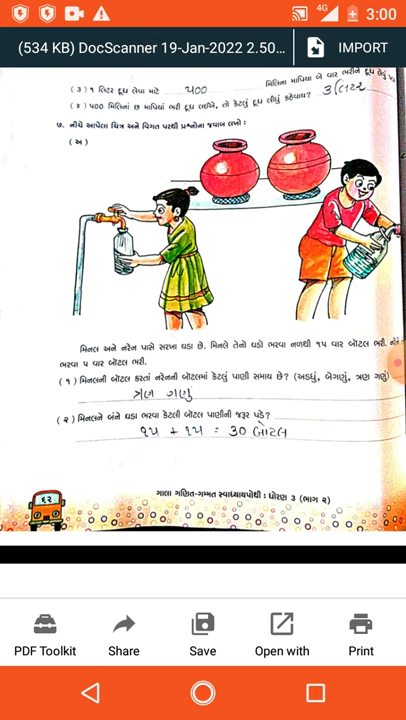 4G 3:00
(534 KB) DocScanner 19-Jan-2022 2.50... IMPORT
(૩) ૧ લિટર દૂધ લેવા માટે ૫૦૦ મિલિના માપિયા બે વાર ભરીને દૂધ લેવું
(૪) ૫૦૦ મિલિનાં છ માપિયાં ભરી દૂધ લઈએ, તો કેટલું દૂધ લીધું કહેવાય? ૩ લિટર
૭. નીચે આપેલા ચિત્ર અને વિગત પરથી પ્રશ્નોના જવાબ લખો :
(અ)
મિનલ અને નરેન પાસે સરખા ઘડા છે. મિનલે તેનો ઘડો ભરવા નળથી ૧૫ વાર બૉટલ ભરી. નરેને
ભરવા ૫ વાર બૉટલ ભરી.
(૧) મિનલની બૉટલ કરતાં નરેનની બૉટલમાં કેટલું પાણી સમાય છે? (અડધું, બેગણું, ત્રણ ગણું)
ત્રણ ગણું
(૨) મિનલને બંને ઘડા ભરવા કેટલી બૉટલ પાણીની જરૂર પડે?
૧૫ + ૧૫ = ૩૦ બોટલ
૬૨
ગાલા ગણિત-ગમ્મત સ્વાધ્યાયપોથી : ધોરણ ૩ (ભાગ ૨)
PDF Toolkit Share Save Open with Print